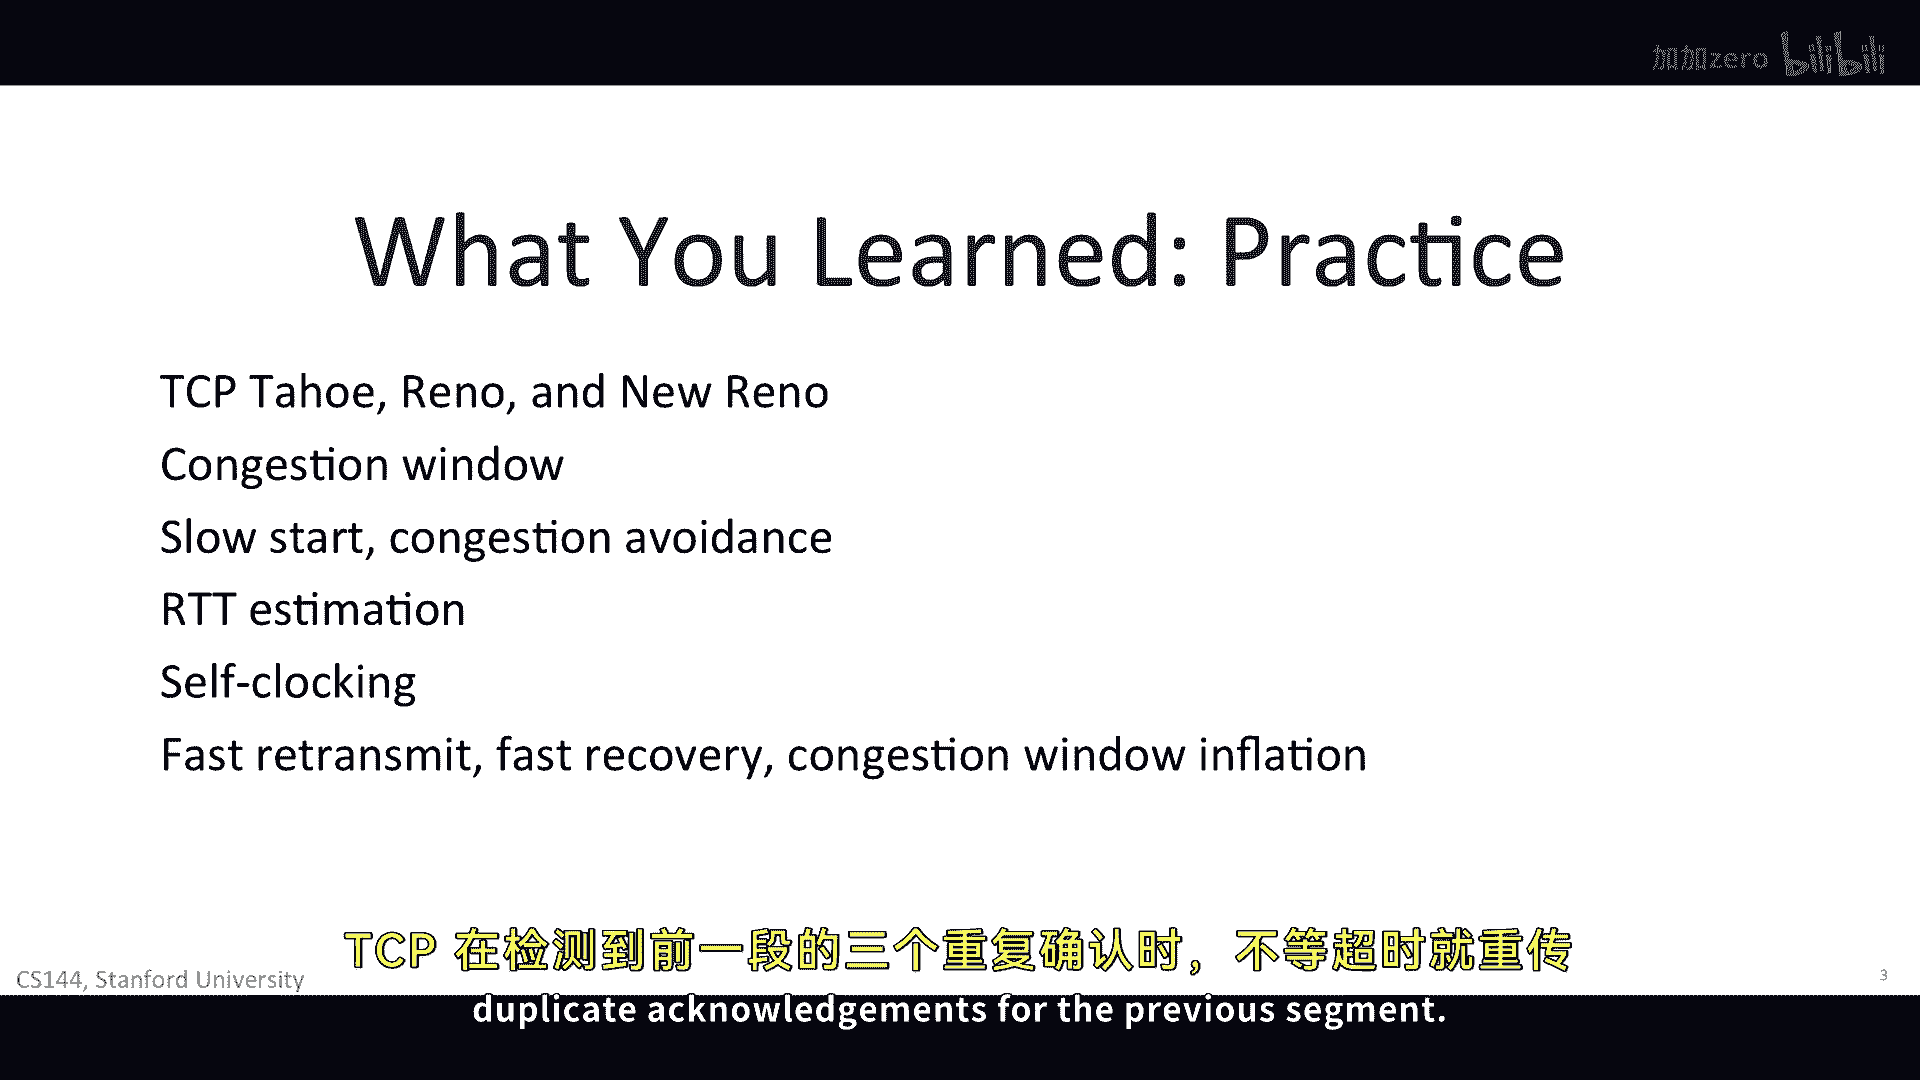 加加zero bilibili
What You Learned: Practice
TCP Tahoe, Reno, and New Reno
Congestion window
Slow start, congestion avoidance
RTT estimation
Self-clocking
Fast retransmit, fast recovery, congestion window inflation
TCP 在检测到前一段的三个重复确认时，不等超时就重传
CS144, Stanford University
3
duplicate acknowledgements for the previous segment.